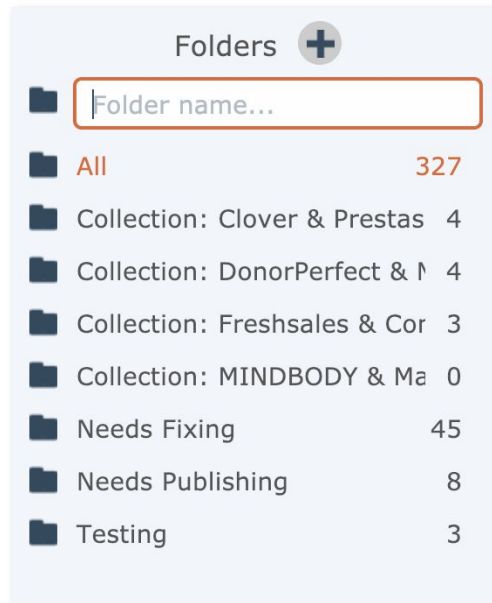 Folders
Folder name...
All 327
Collection: Clover & Prestas 4
Collection: DonorPerfect & 4
Collection: Freshsales & Cor 3
Collection: MINDBODY & Ma 0
Needs Fixing 45
Needs Publishing 8
Testing 3